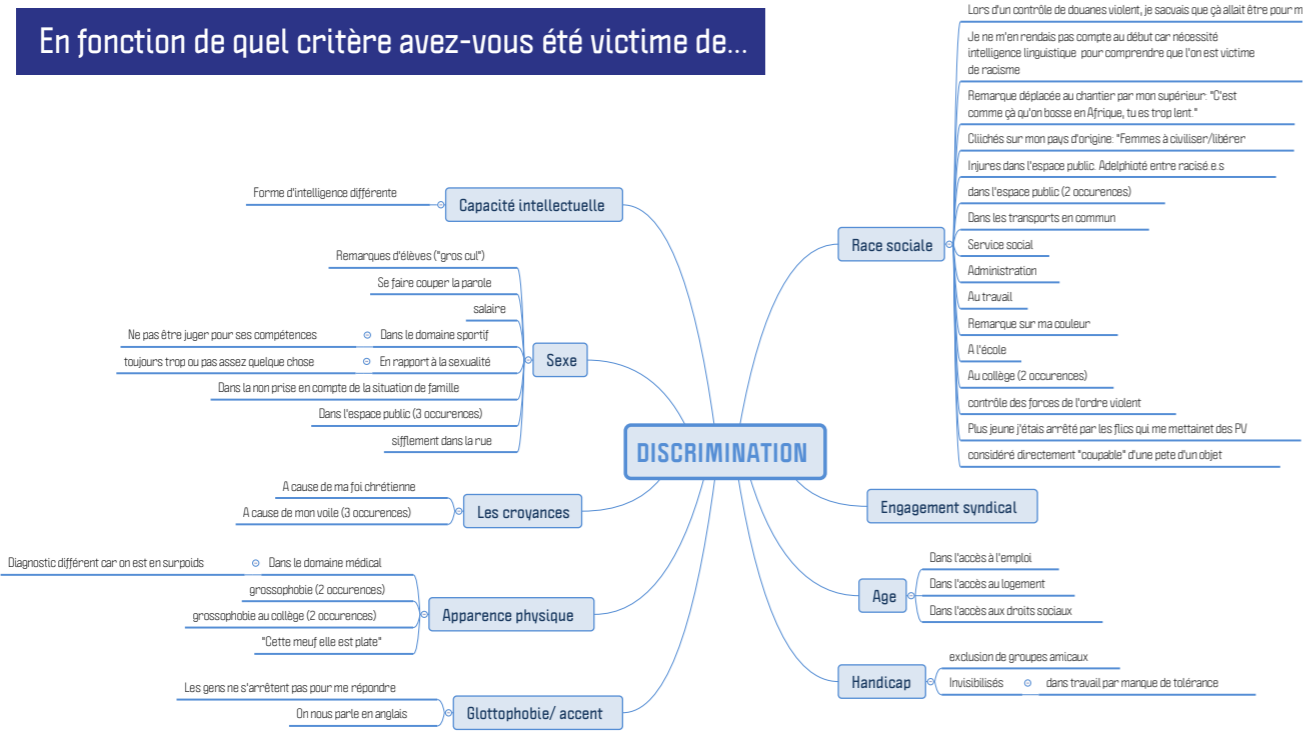 En fonction de quel critère avez-vous été victime de...
DISCRIMINATION
Capacité intellectuelle
Forme d'intelligence différente
Sexe
Remarques d'élèves ("gros cul")
Se faire couper la parole
salaire
Dans le domaine sportif
Ne pas être juger pour ses compétences
En rapport à la sexualité
toujours trop ou pas assez quelque chose
Dans la non prise en compte de la situation de famille
Dans l'espace public (3 occurences)
sifflement dans la rue
Les croyances
A cause de ma foi chrétienne
A cause de mon voile (3 occurences)
Apparence physique
Dans le domaine médical
Diagnostic différent car on est en surpoids
grossophobie (2 occurences)
grossophobie au collège (2 occurences)
"Cette meuf elle est plate"
Glottophobie/ accent
Les gens ne s'arrêtent pas pour me répondre
On nous parle en anglais
Race sociale
Lors d'un contrôle de douanes violent, je sacvais que çà allait être pour m
Je ne m'en rendais pas compte au début car nécessité
intelligence linguistique pour comprendre que l'on est victime
de racisme
Remarque déplacée au chantier par mon supérieur: "C'est
comme çà qu'on bosse en Afrique, tu es trop lent."
Cliichés sur mon pays d'origine: "Femmes à civiliser/libérer
Injures dans l'espace public. Adelphioté entre racisé.e.s
dans l'espace public (2 occurences)
Dans les transports en commun
Service social
Administration
Au travail
Remarque sur ma couleur
A l'école
Au collège (2 occurences)
contrôle des forces de l'ordre violent
Plus jeune j'étais arrêté par les flics qui me mettainet des PV
considéré directement "coupable" d'une pete d'un objet
Engagement syndical
Age
Dans l'accès à l'emploi
Dans l'accès au logement
Dans l'accès aux droits sociaux
Handicap
exclusion de groupes amicaux
Invisibilisés
dans travail par manque de tolérance